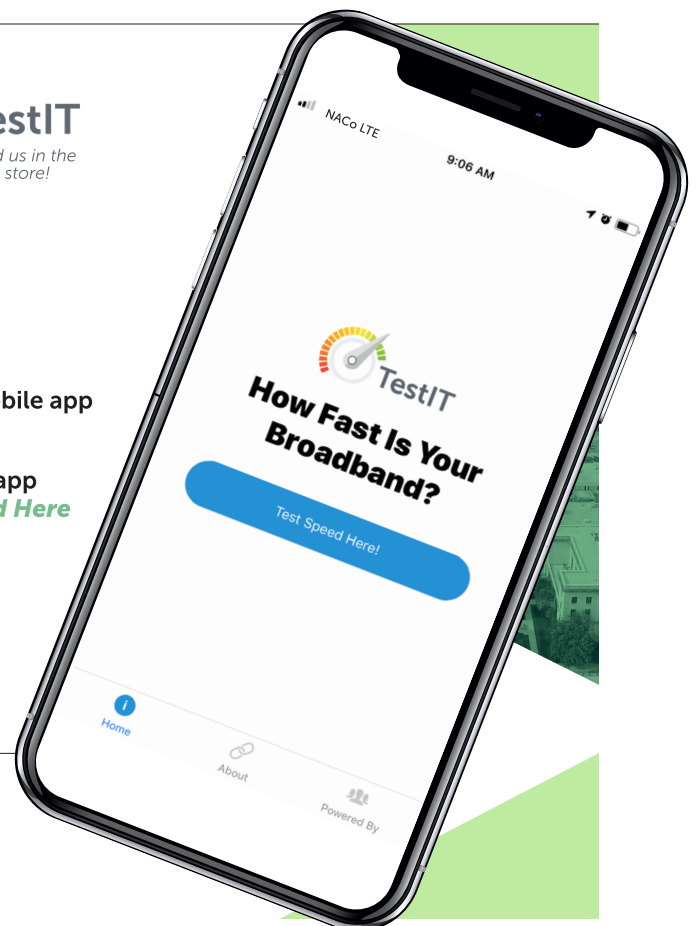 estIT
d us in the
store!
bile app
app
d Here
NACo LTE
9:06 AM
TestIT
How Fast Is Your
Broadband?
Test Speed Here!
Home
About
Powered By